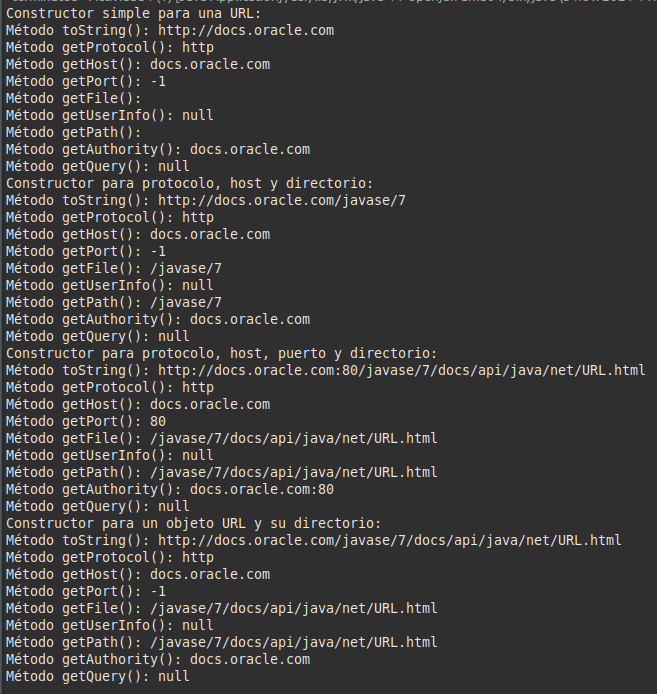 Constructor simple para una URL:
Método toString(): http://docs.oracle.com
Método getProtocol(): http
Método getHost(): docs.oracle.com
Método getPort(): -1
Método getFile():
Método getUserInfo(): null
Método getPath():
Método getAuthority(): docs.oracle.com
Método getQuery(): null
Constructor para protocolo, host y directorio:
Método toString(): http://docs.oracle.com/javase/7
Método getProtocol(): http
Método getHost(): docs.oracle.com
Método getPort(): -1
Método getFile(): /javase/7
Método getUserInfo(): null
Método getPath(): /javase/7
Método getAuthority(): docs.oracle.com
Método getQuery(): null
Constructor para protocolo, host, puerto y directorio:
Método toString(): http://docs.oracle.com:80/javase/7/docs/api/java/net/URL.html
Método getProtocol(): http
Método getHost(): docs.oracle.com
Método getPort(): 80
Método getFile(): /javase/7/docs/api/java/net/URL.html
Método getUserInfo(): null
Método getPath(): /javase/7/docs/api/java/net/URL.html
Método getAuthority(): docs.oracle.com:80
Método getQuery(): null
Constructor para un objeto URL y su directorio:
Método toString(): http://docs.oracle.com/javase/7/docs/api/java/net/URL.html
Método getProtocol(): http
Método getHost(): docs.oracle.com
Método getPort(): -1
Método getFile(): /javase/7/docs/api/java/net/URL.html
Método getUserInfo(): null
Método getPath(): /javase/7/docs/api/java/net/URL.html
Método getAuthority(): docs.oracle.com
Método getQuery(): null